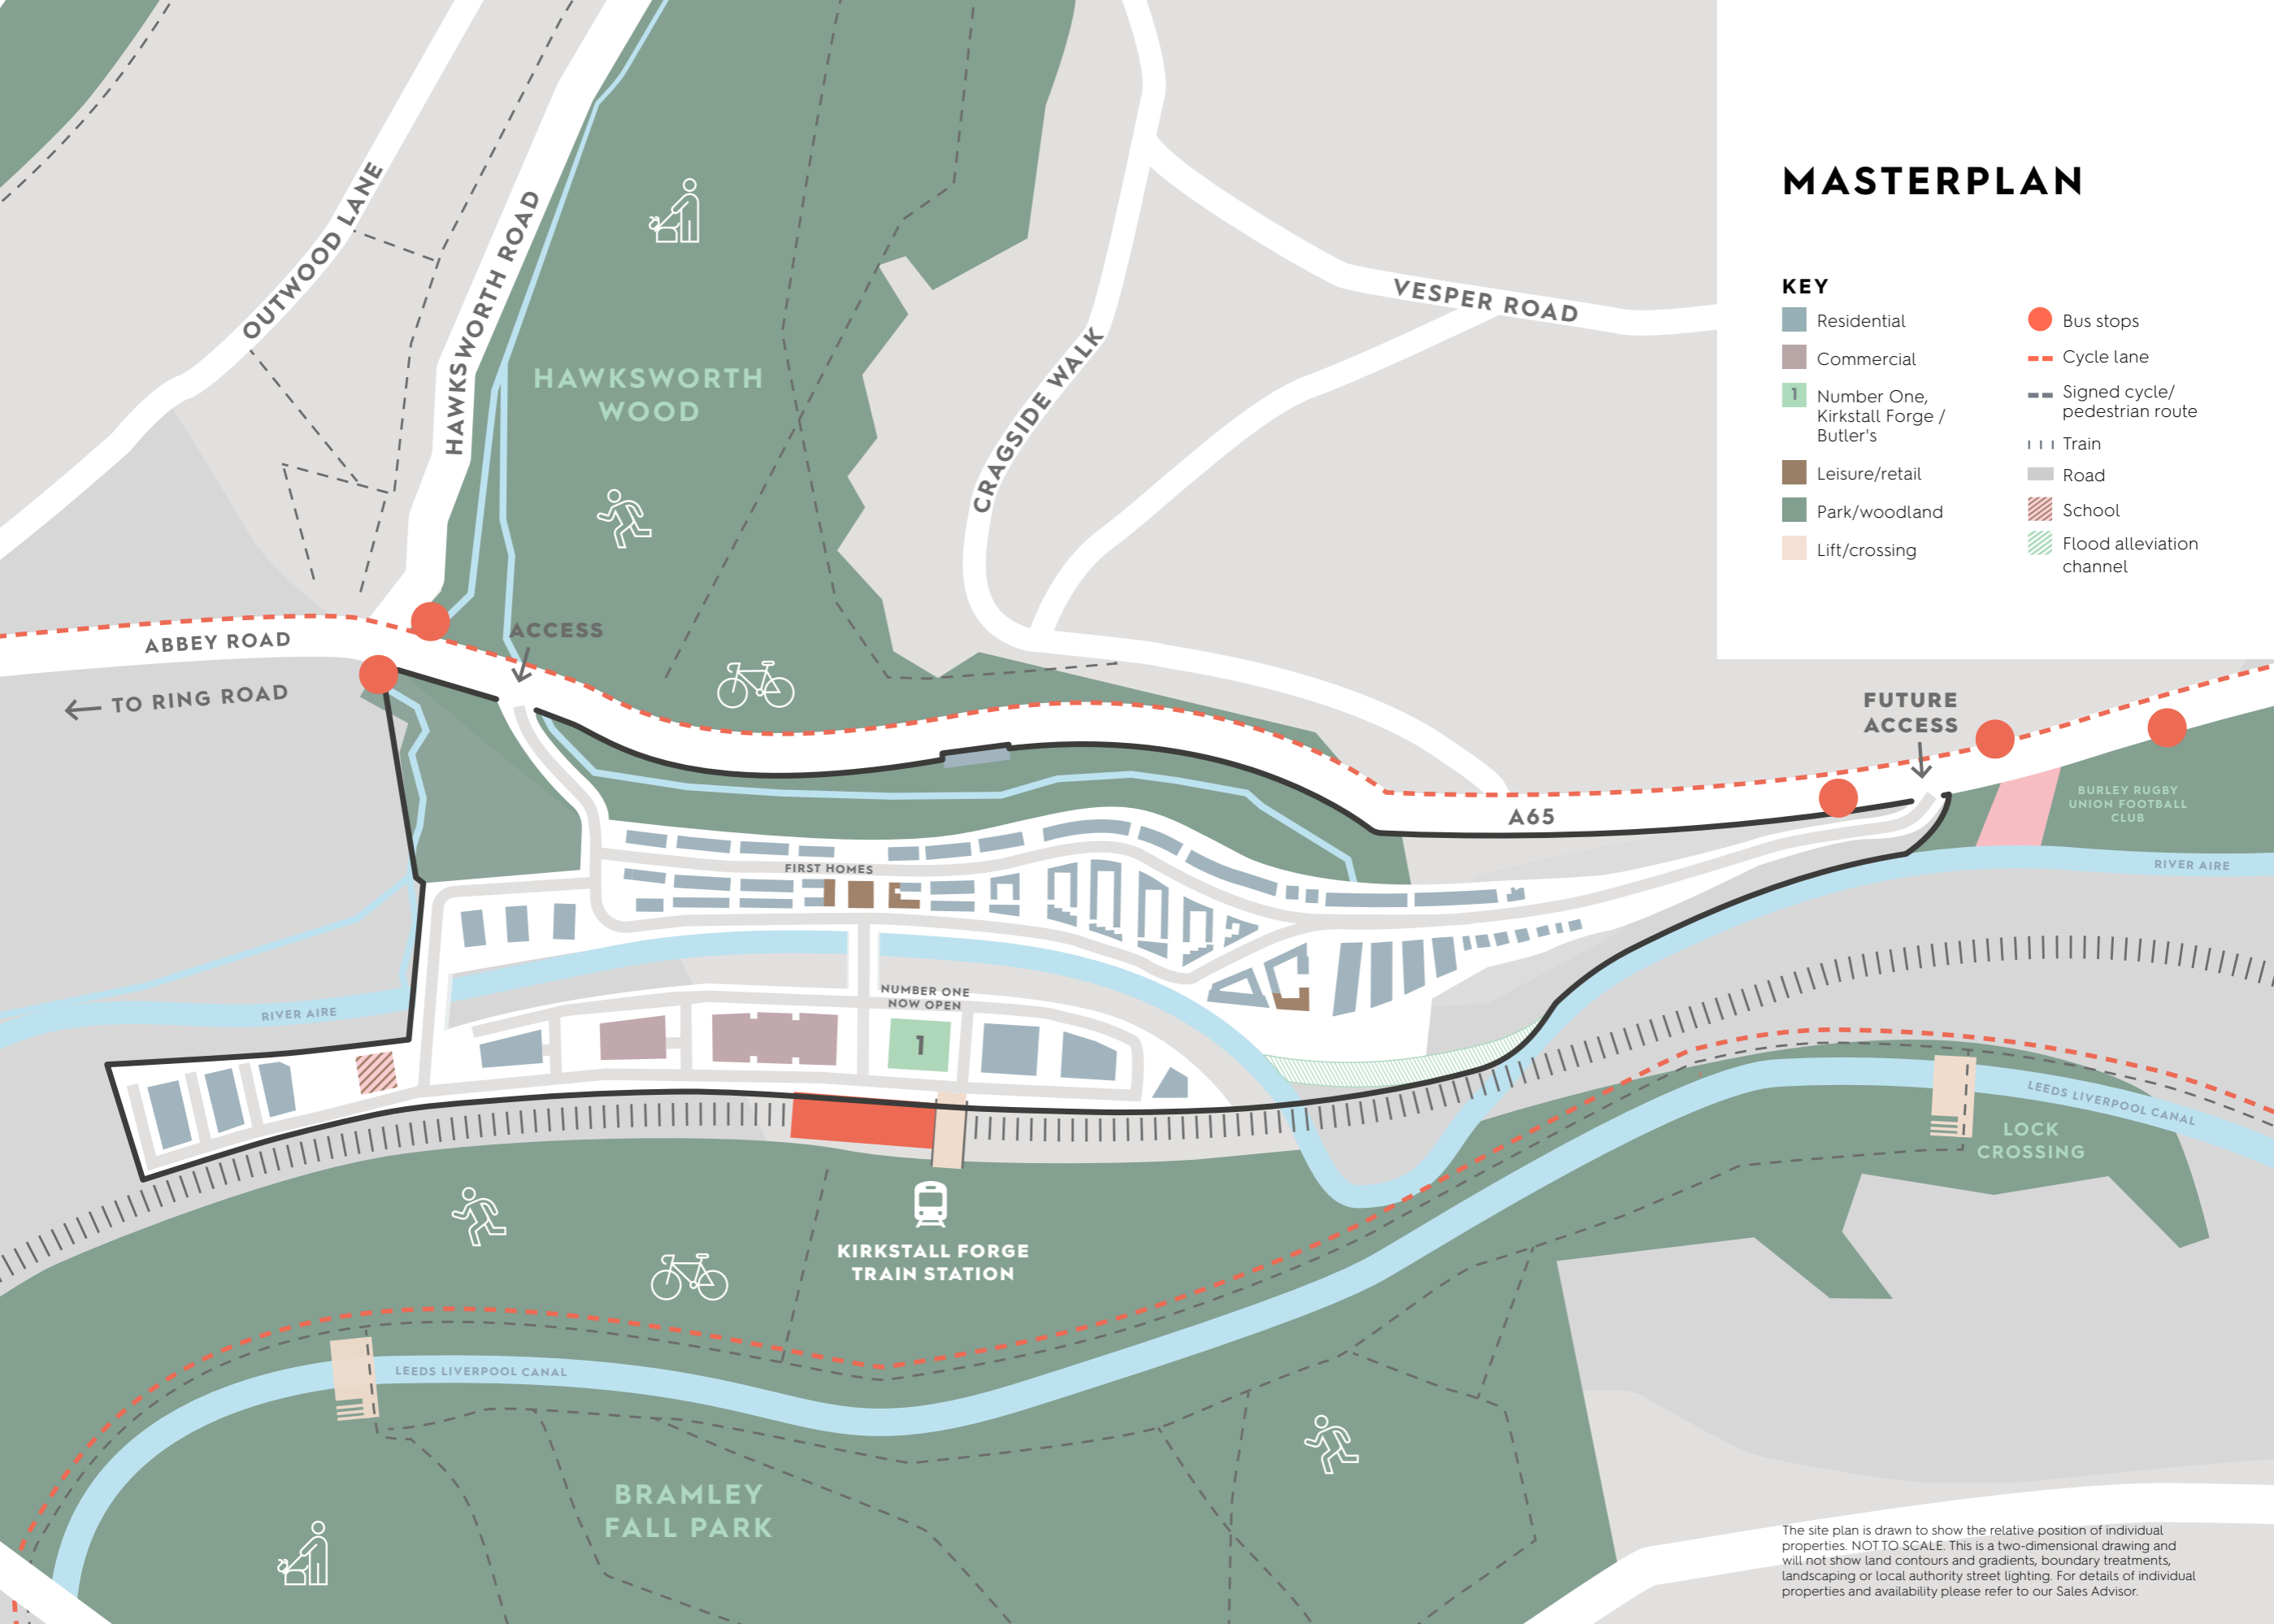 MASTERPLAN
KEY
Residential
Commercial
1
Number One,
Kirkstall Forge /
Butler's
Leisure/retail
Park/woodland
Lift/crossing
Bus stops
Cycle lane
Signed cycle/
pedestrian route
Train
Road
School
Flood alleviation
channel
OUTWOOD LANE
HAWKSWORTH ROAD
HAWKSWORTH
WOOD
CRAGSIDE WALK
VESPER ROAD
ABBEY ROAD
← TO RING ROAD
ACCESS
FUTURE
ACCESS
A65
BURLEY RUGBY
UNION FOOTBALL
CLUB
RIVER AIRE
FIRST HOMES
NUMBER ONE
NOW OPEN
1
RIVER AIRE
KIRKSTALL FORGE
TRAIN STATION
LEEDS LIVERPOOL CANAL
LOCK
CROSSING
LEEDS LIVERPOOL CANAL
BRAMLEY
FALL PARK
The site plan is drawn to show the relative position of individual
properties. NOT TO SCALE. This is a two-dimensional drawing and
will not show land contours and gradients, boundary treatments,
landscaping or local authority street lighting. For details of individual
properties and availability please refer to our Sales Advisor.